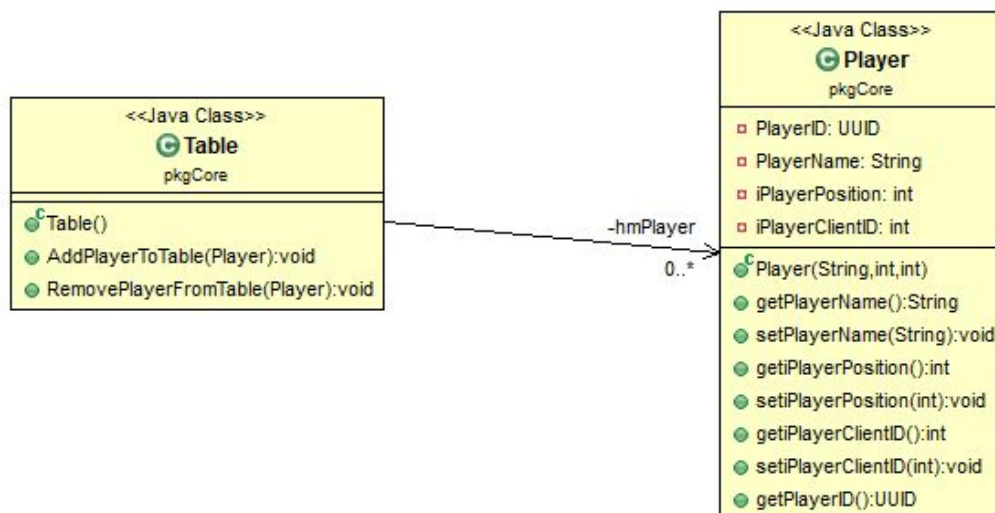 <<Java Class>>
Table
pkgCore
Table()
AddPlayerToTable(Player):void
RemovePlayerFromTable(Player):void
-hmPlayer
0..*
<<Java Class>>
Player
pkgCore
PlayerID: UUID
PlayerName: String
iPlayerPosition: int
iPlayerClientID: int
Player(String,int,int)
getPlayerName():String
setPlayerName(String):void
getiPlayerPosition():int
setiPlayerPosition(int):void
getiPlayerClientID():int
setiPlayerClientID(int):void
getPlayerID():UUID